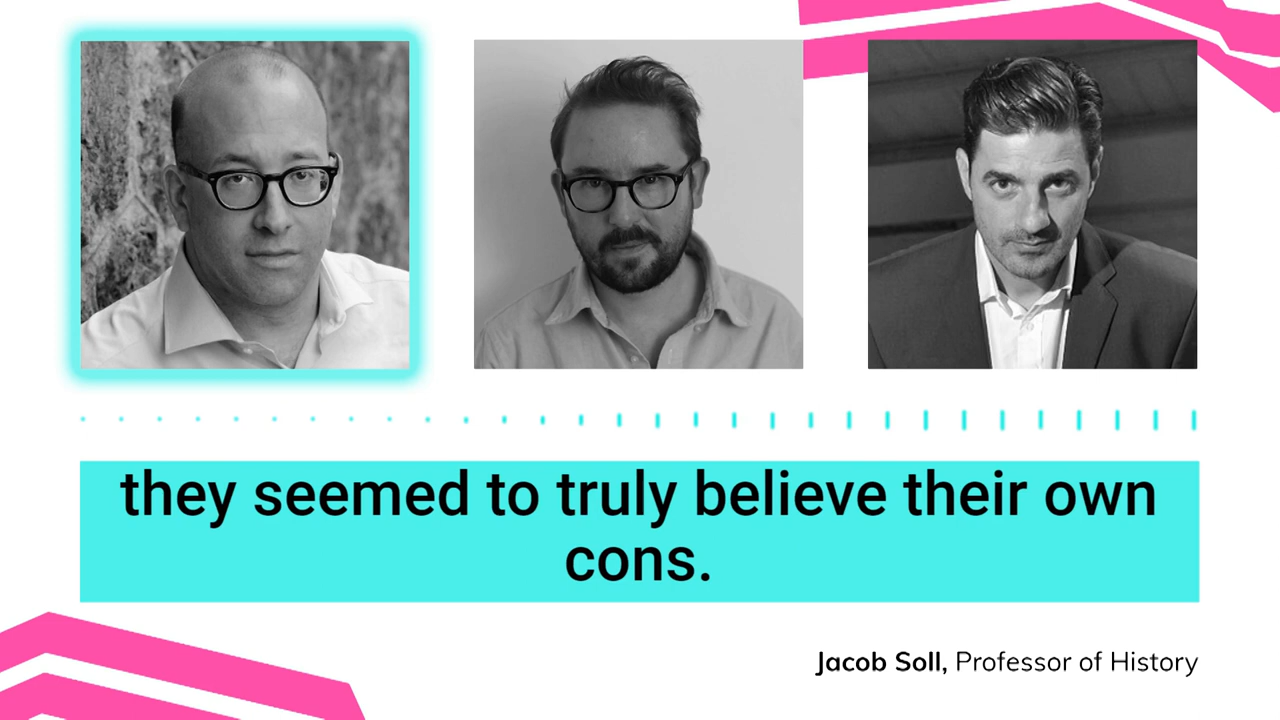 they seemed to truly believe their own
cons.
Jacob Soll, Professor of History